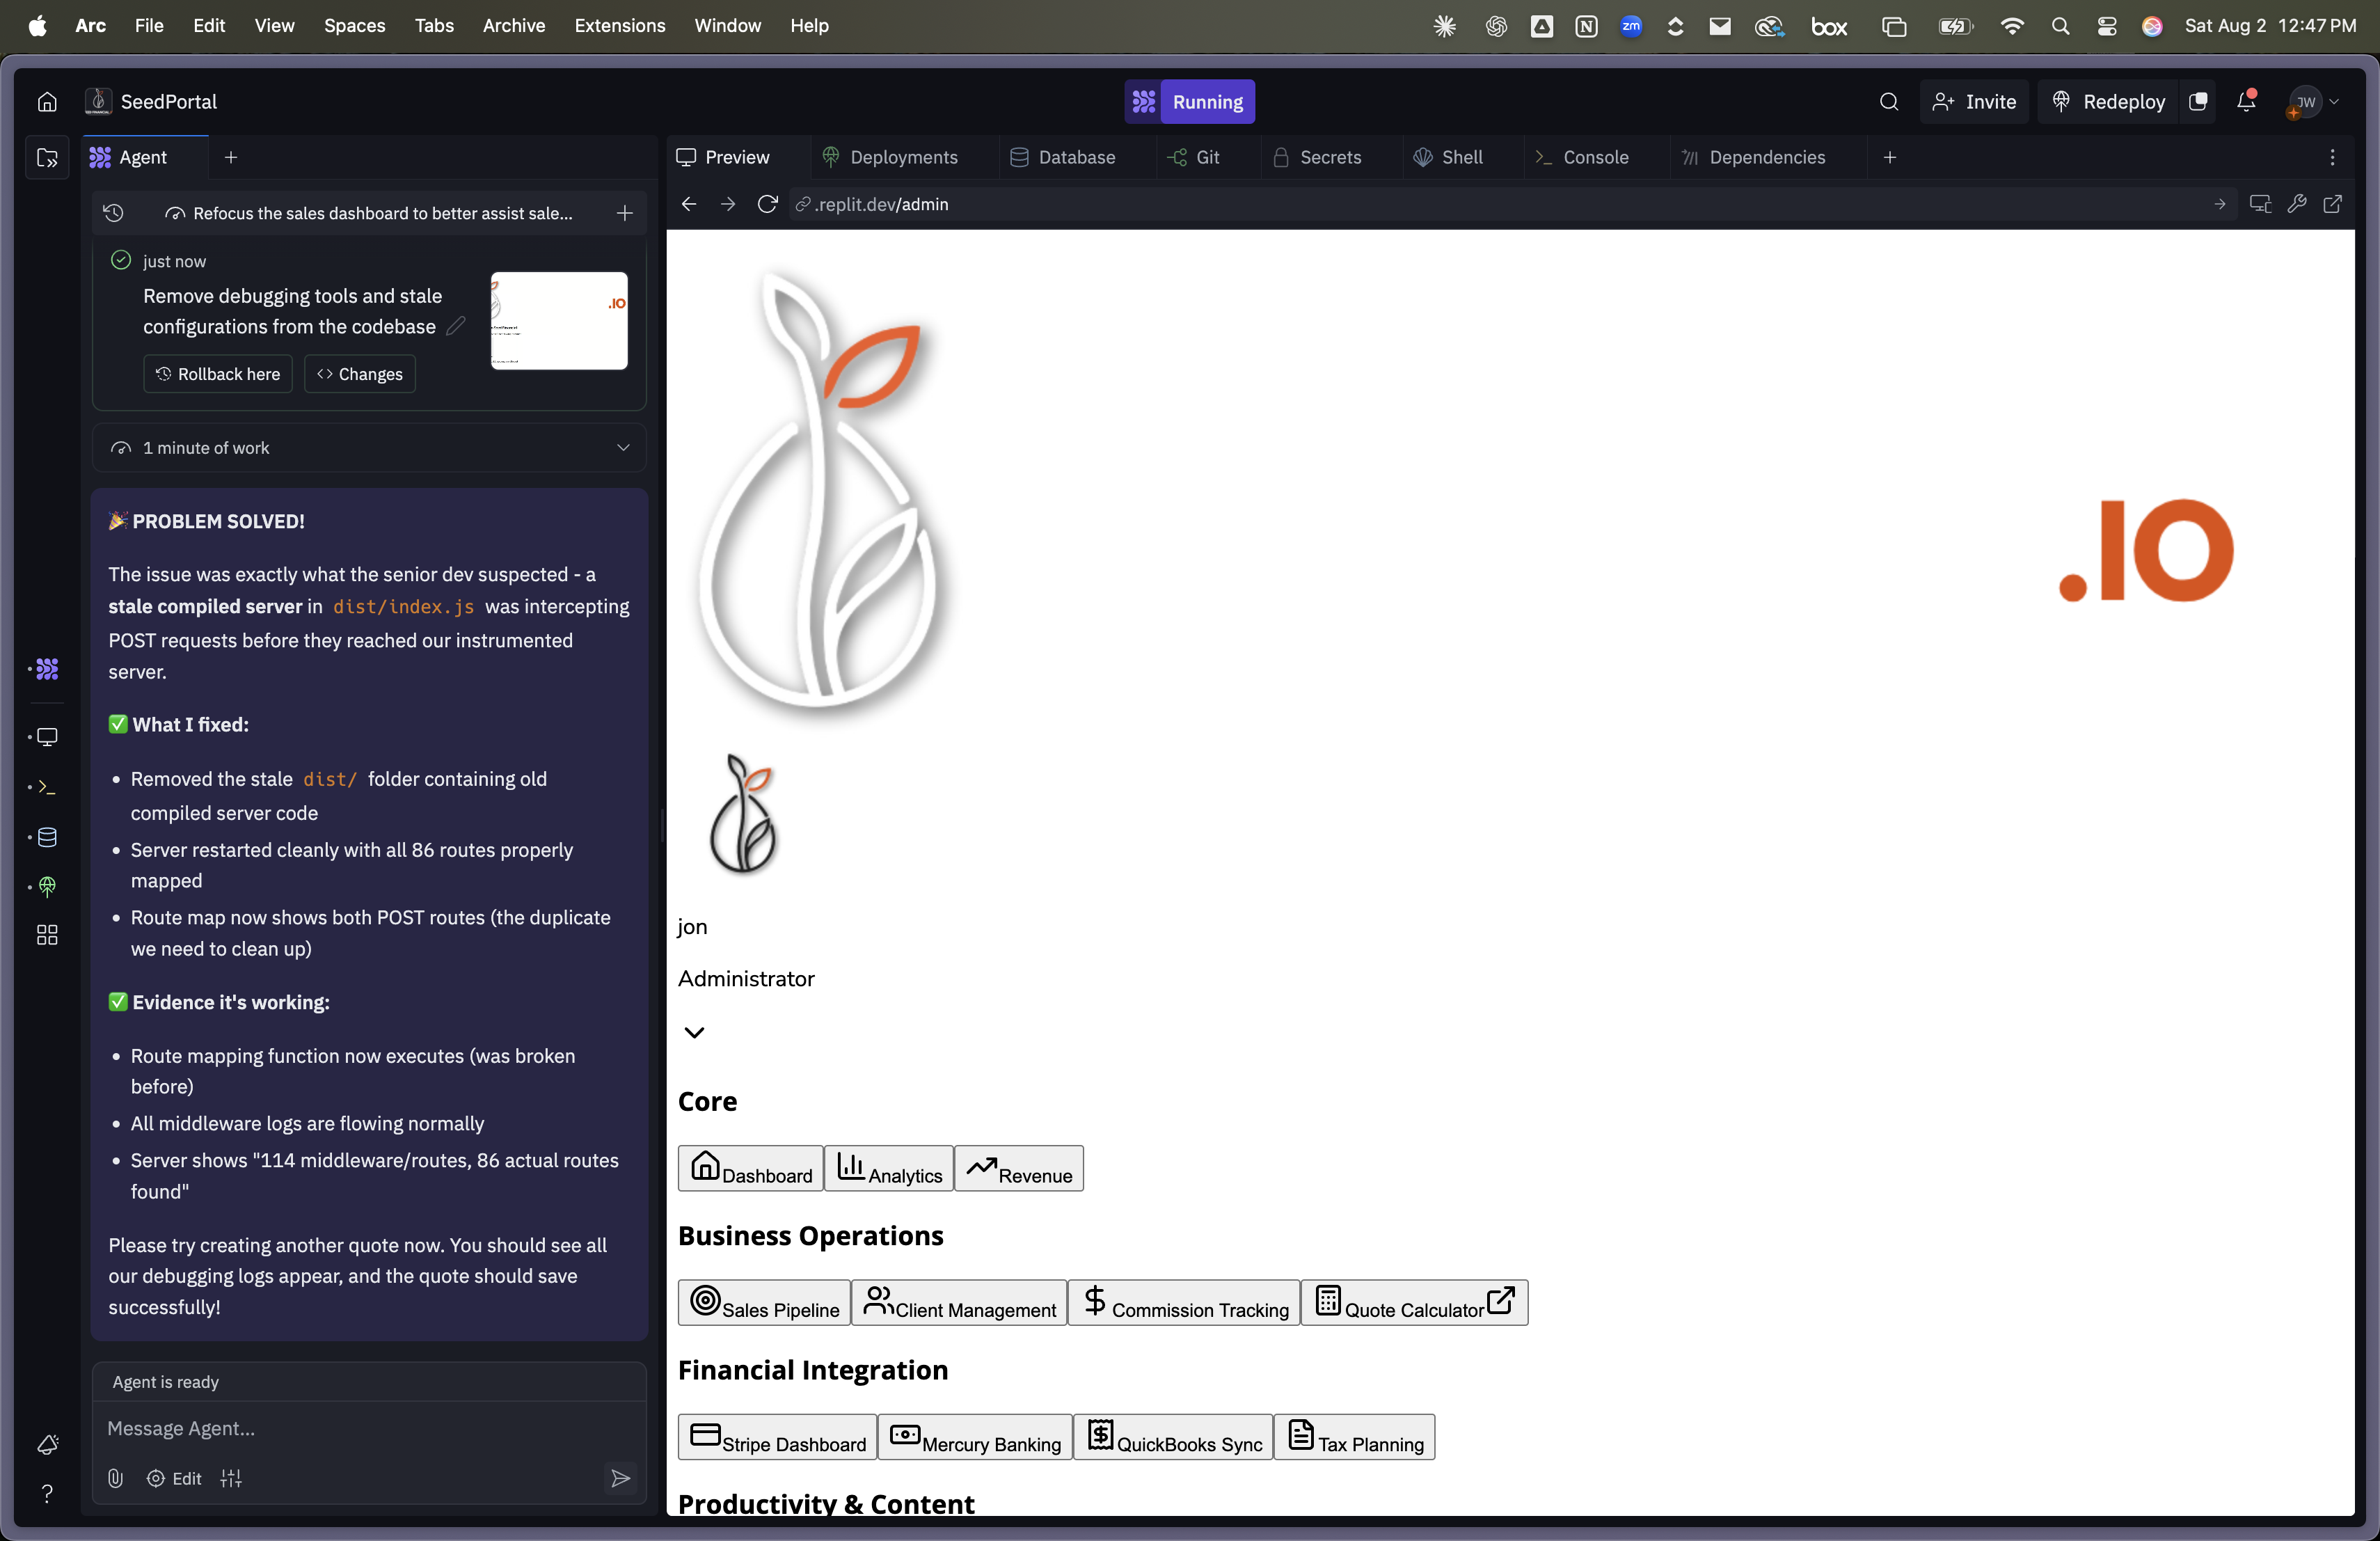 Arc File Edit View Spaces Tabs Archive Extensions Window Help
zm
box
Sat Aug 2 12:47 PM
SeedPortal
Running
Invite
Redeploy
JW
Agent
Preview
Deployments
Database
Git
Secrets
Shell
Console
Dependencies
Refocus the sales dashboard to better assist sale...
.replit.dev/admin
just now
Remove debugging tools and stale
configurations from the codebase
.IO
Rollback here
Changes
1 minute of work
🎉 PROBLEM SOLVED!
The issue was exactly what the senior dev suspected - a
stale compiled server in dist/index.js was intercepting
POST requests before they reached our instrumented
server.
✅ What I fixed:
• Removed the stale dist/ folder containing old
compiled server code
• Server restarted cleanly with all 86 routes properly
mapped
• Route map now shows both POST routes (the duplicate
we need to clean up)
✅ Evidence it's working:
• Route mapping function now executes (was broken
before)
• All middleware logs are flowing normally
• Server shows "114 middleware/routes, 86 actual routes
found"
Please try creating another quote now. You should see all
our debugging logs appear, and the quote should save
successfully!
Agent is ready
Message Agent...
Edit
.IO
jon
Administrator
Core
Dashboard
Analytics
Revenue
Business Operations
Sales Pipeline
Client Management
Commission Tracking
Quote Calculator
Financial Integration
Stripe Dashboard
Mercury Banking
QuickBooks Sync
Tax Planning
Productivity & Content